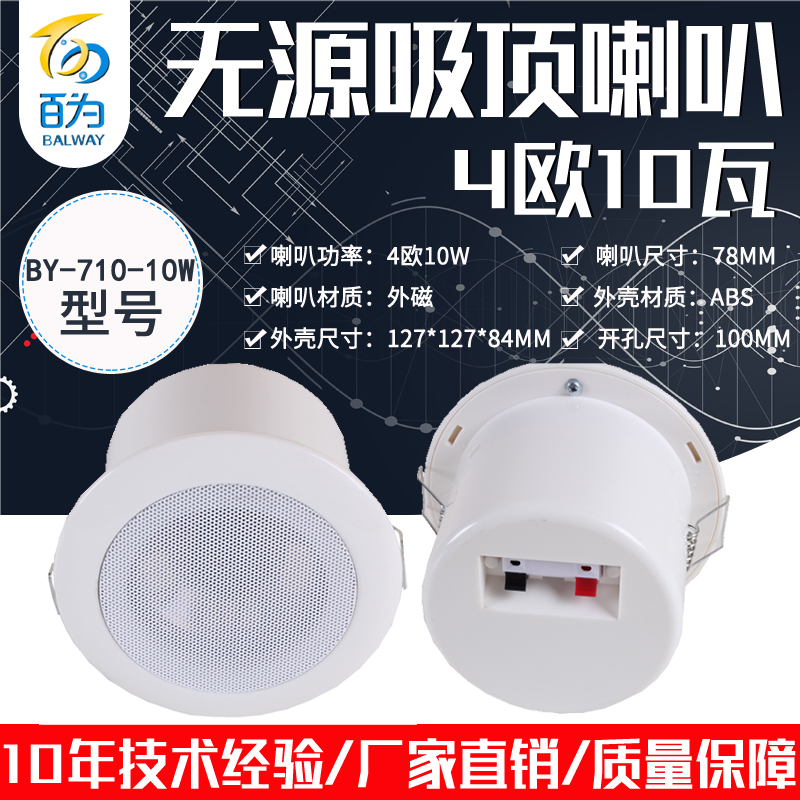 百为
BALWAY
无源吸顶喇叭
4欧10瓦
BY-710-10W
型号
喇叭功率：4欧10W
喇叭尺寸：78MM
喇叭材质：外磁
外壳材质：ABS
外壳尺寸：127*127*84MM
开孔尺寸：100MM
10年技术经验/厂家直销/质量保障